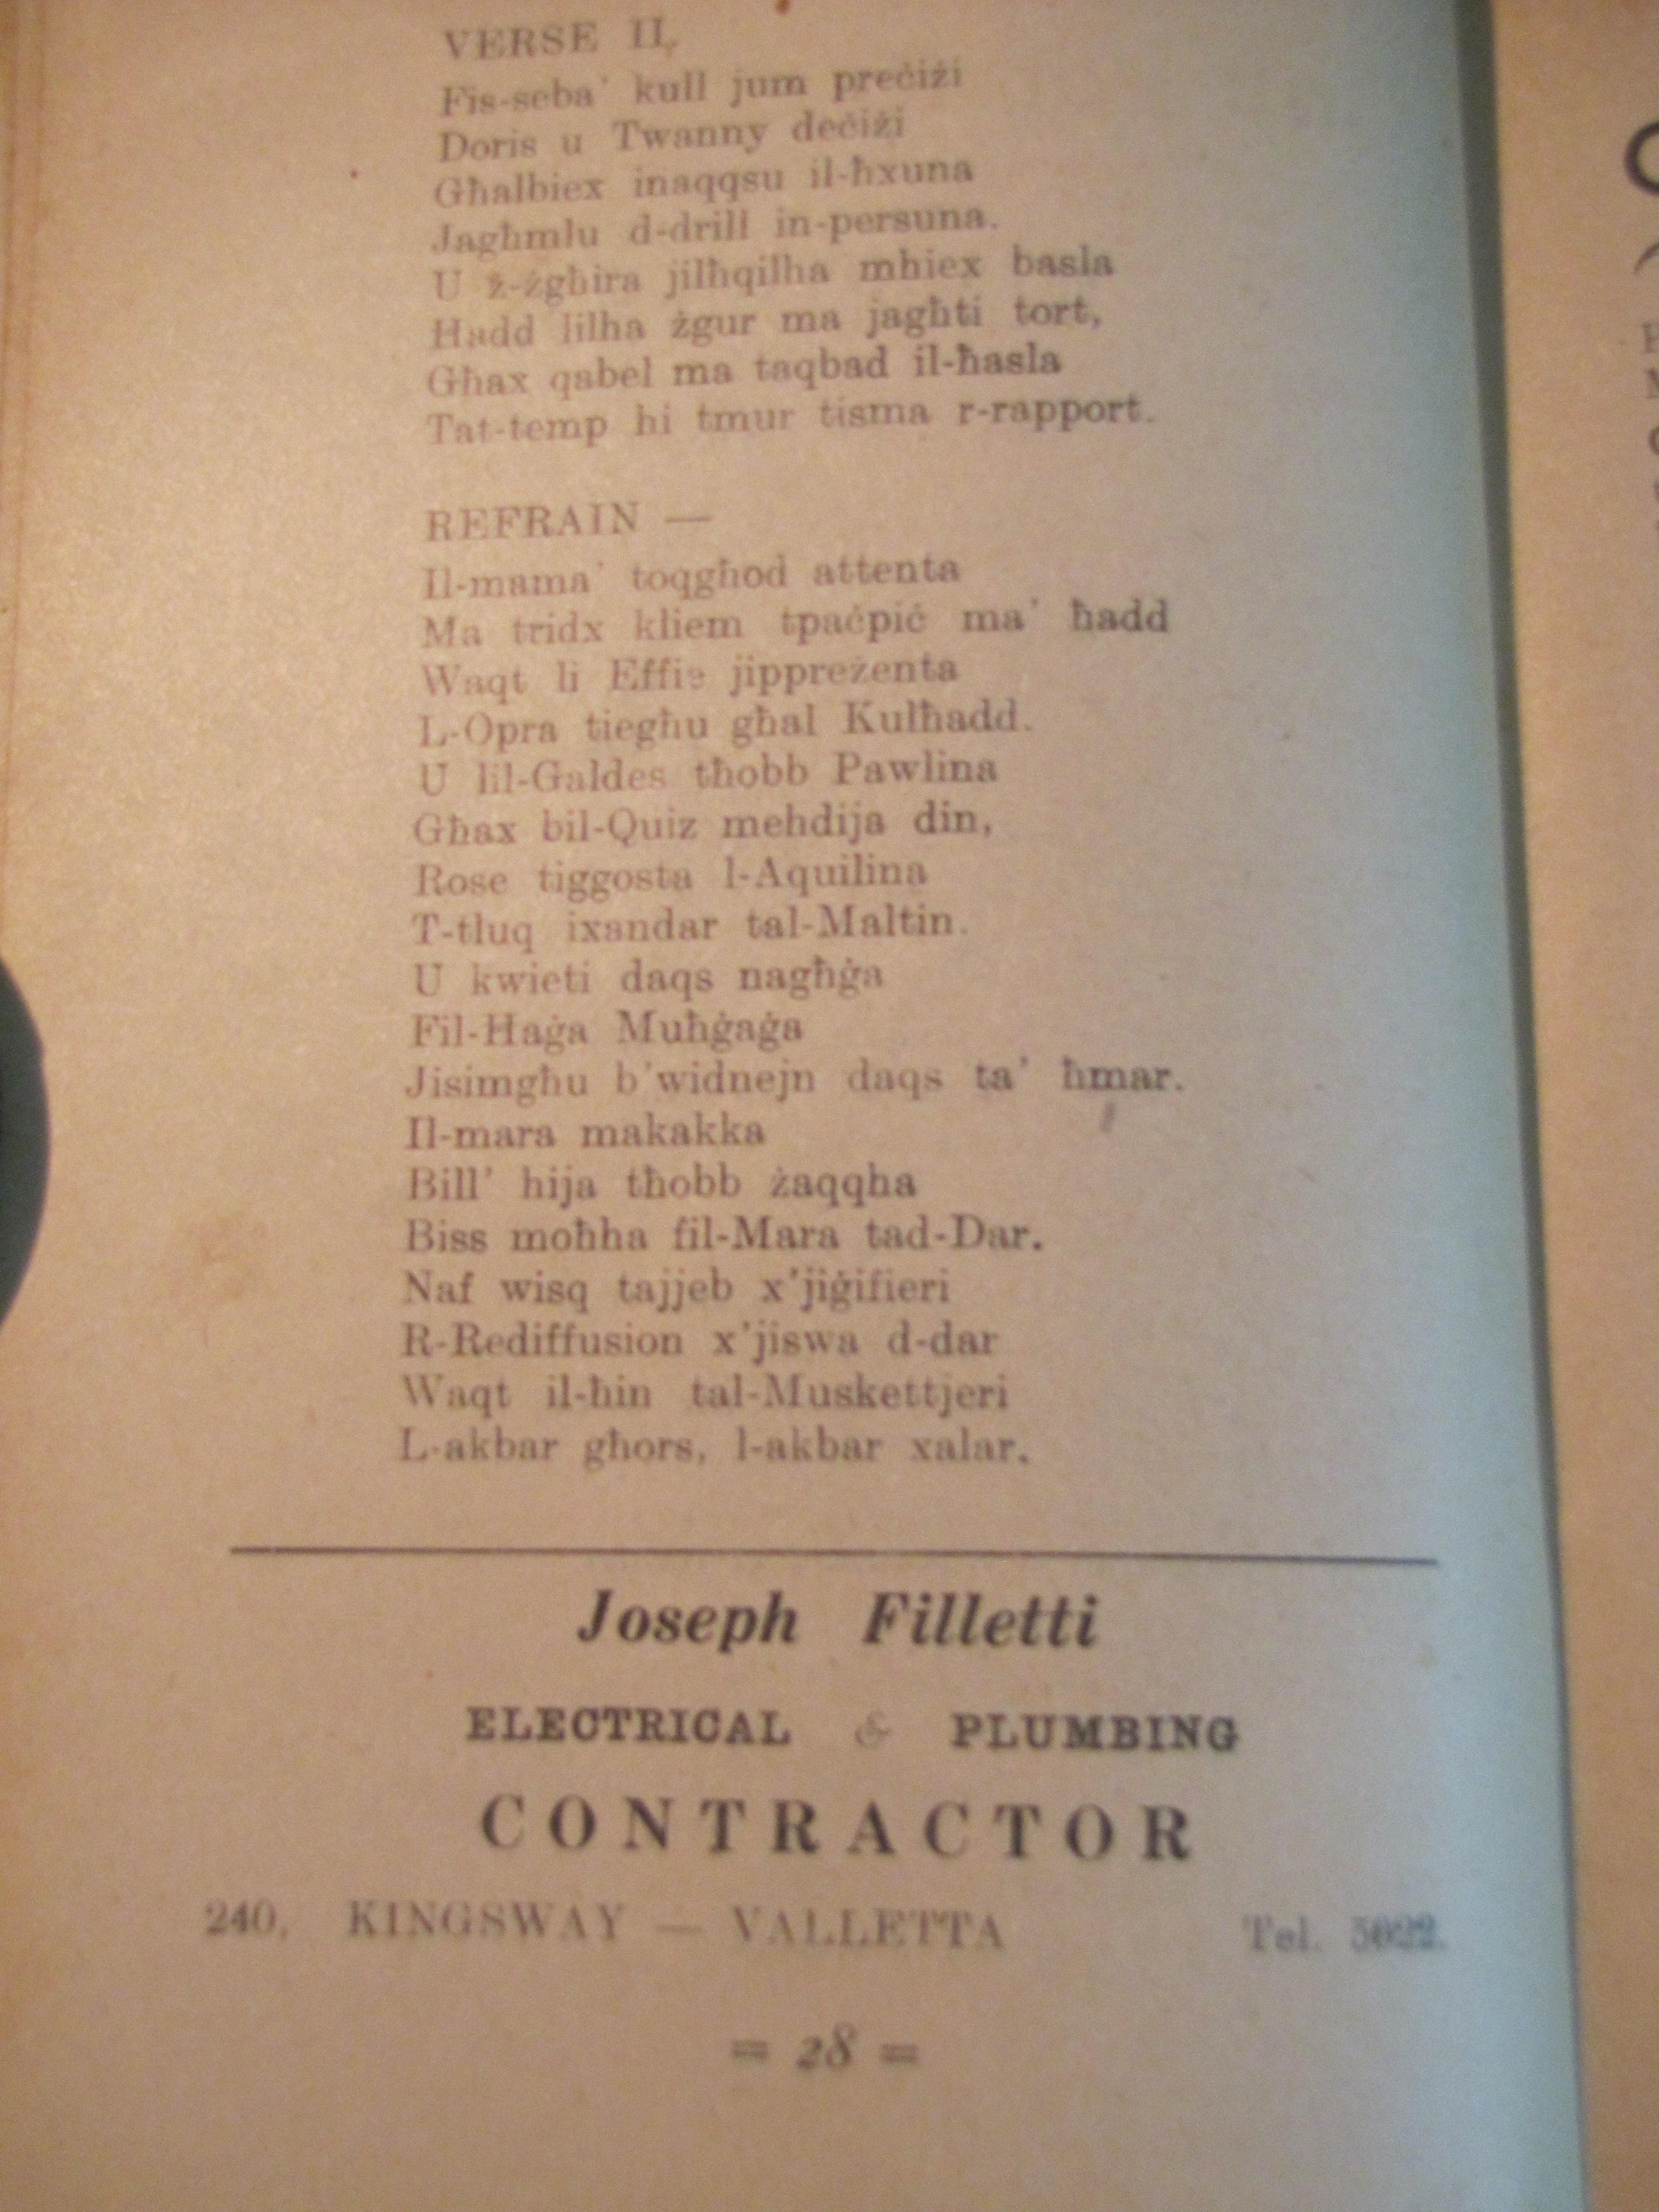 VERSE II,
Fis-seba' kull jum preċiżi
Doris u Twanny deċiżi
Għalbiex inaqqsu il-ħxuna
Jagħmlu d-drill in-persuna.
U ż-żgħira jilħqilha mhiex basla
Hadd lilha żgur ma jagħti tort,
Għax qabel ma taqbad il-ħasla
Tat-temp hi tmur tisma r-rapport.
REFRAIN —
Il-mama' toqgħod attenta
Ma tridx kliem tpaċpiċ ma' ħadd
Waqt li Effie jippreżenta
L-Opra tiegħu għal Kulħadd.
U lil-Galdes tħobb Pawlina
Għax bil-Quiz mehdija din,
Rose tiggosta l-Aquilina
T-tluq ixandar tal-Maltin.
U kwieti daqs nagħġa
Fil-Haġa Muħġaġa
Jisimgħu b'widnejn daqs ta' ħmar.
Il-mara makakka
Bill' hija tħobb żaqqha
Biss moħha fil-Mara tad-Dar.
Naf wisq tajjeb x'jiġifieri
R-Rediffusion x'jiswa d-dar
Waqt il-ħin tal-Muskettjeri
L-akbar għors, l-akbar xalar.
Joseph Filletti
ELECTRICAL & PLUMBING
CONTRACTOR
240, KINGSWAY — VALLETTA Tel. 5022.
= 28 =